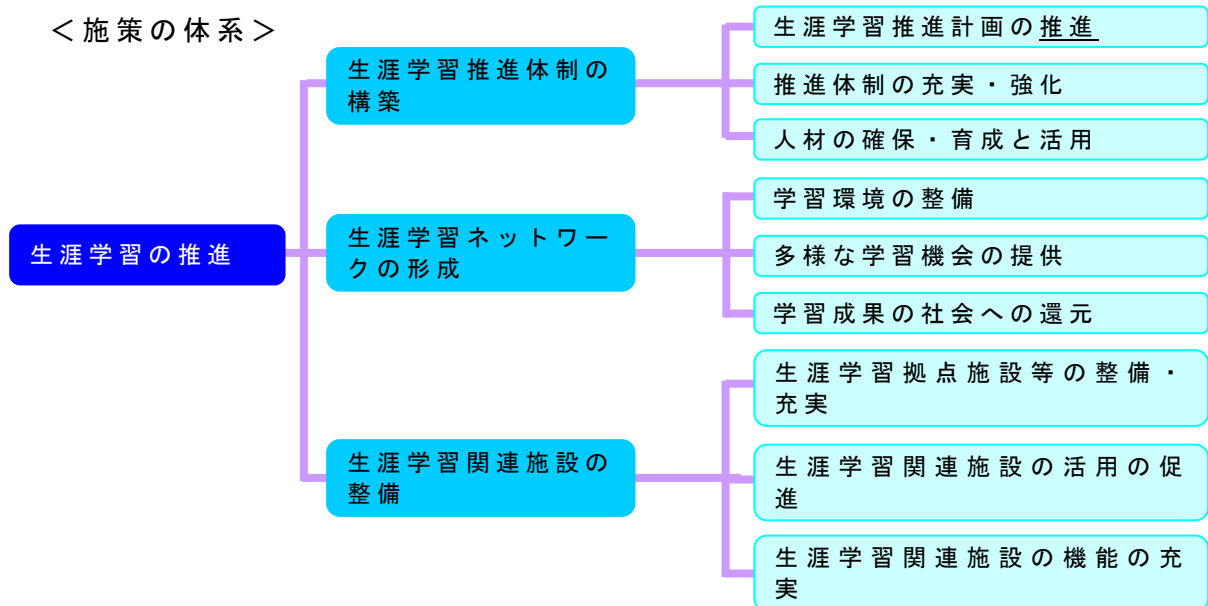 ＜施策の体系＞
生涯学習の推進
生涯学習推進体制の
構築
生涯学習推進計画の推進
推進体制の充実・強化
人材の確保・育成と活用
生涯学習ネットワー
クの形成
学習環境の整備
多様な学習機会の提供
学習成果の社会への還元
生涯学習関連施設の
整備
生涯学習拠点施設等の整備・
充実
生涯学習関連施設の活用の促
進
生涯学習関連施設の機能の充
実